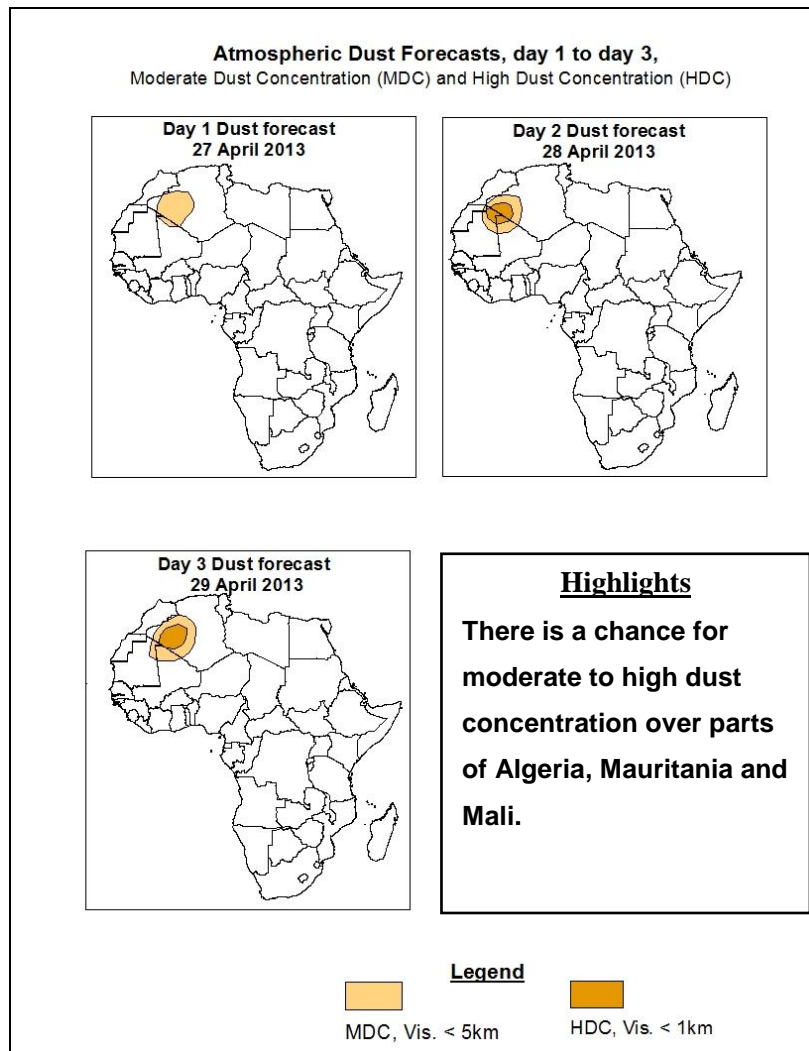 Atmospheric Dust Forecasts, day 1 to day 3,
Moderate Dust Concentration (MDC) and High Dust Concentration (HDC)
Day 1 Dust forecast
27 April 2013
Day 2 Dust forecast
28 April 2013
Day 3 Dust forecast
29 April 2013
Highlights
There is a chance for
moderate to high dust
concentration over parts
of Algeria, Mauritania and
Mali.
Legend
MDC, Vis. < 5km
HDC, Vis. < 1km